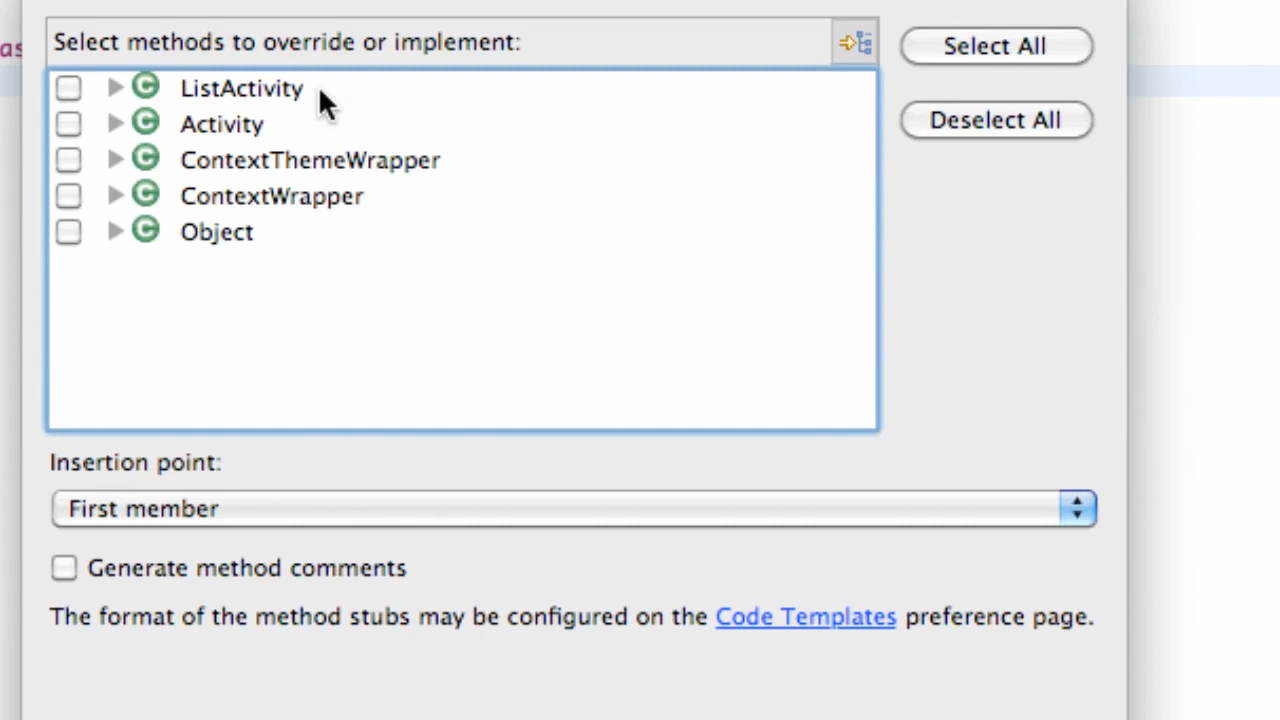 as
Select methods to override or implement:
Select All
ListActivity
Activity
Deselect All
ContextThemeWrapper
ContextWrapper
Object
Insertion point:
First member
Generate method comments
The format of the method stubs may be configured on the Code Templates preference page.